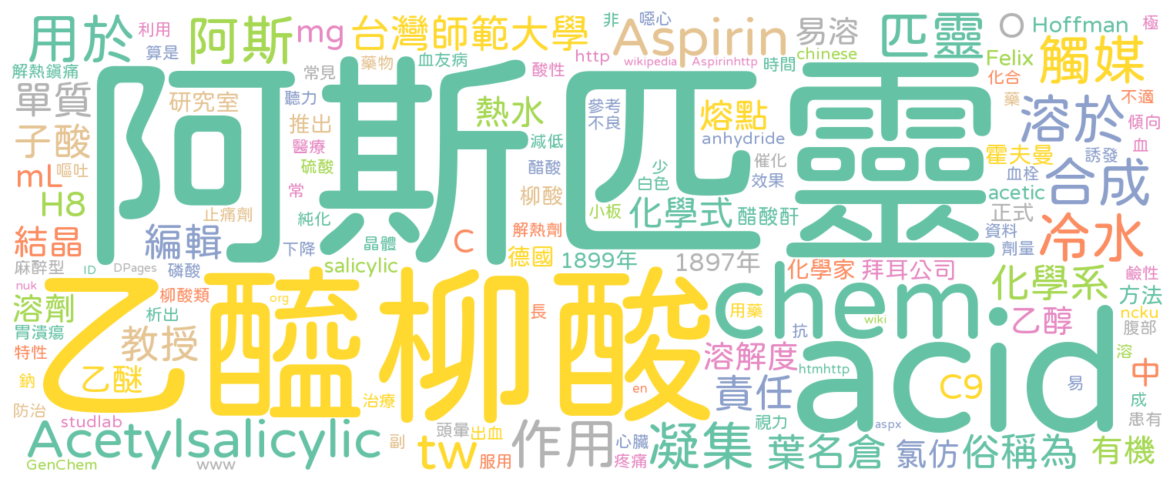 用於
利用
算是
解熱鎮痛
阿斯
mg
常見
藥物
台灣師範大學
血友病
酸性
http
非
噁心
Aspirin
wikipedia
Aspirinhttp
易溶
時間
chinese
匹靈
O
Hoffman
極
Felix
化合
觸媒
單質
研究室
聽力
推出
熱水
減低
參考
不良
熔點
anhydride
藥
不適
溶於
傾向
血
子酸
嘔吐
醫療
硫酸
醋酸
少
白色
催化
效果
霍夫曼
血栓
誘發
mL
H8
阿斯匹靈
常
純化
止痛劑
柳酸
小板
化學式
醋酸酐
acetic
正式
合成
結晶
編輯
下降
晶體
C
解熱劑
資料
劑量
冷水
麻醉型
ID
DPages
磷酸
salicylic
德國
1899年
1897年
化學家
拜耳公司
鹼性
nuk
柳酸類
溶劑
析出
org
長
用藥
抗
chem
化學系
方法
ncku
胃潰瘍
乙醯柳酸
wiki
乙醇
腹部
特性
教授
溶解度
溶
鈉
乙醚
en
htmhttp
acid
中
責任
C9
易
成
防治
治療
患有
studlab
aspx
Acetylsalicylic
副
頭暈
出血
視力
GenChem
www
tw
服用
作用
心臟
疼痛
凝集
葉名倉
氯仿
俗稱為
有機